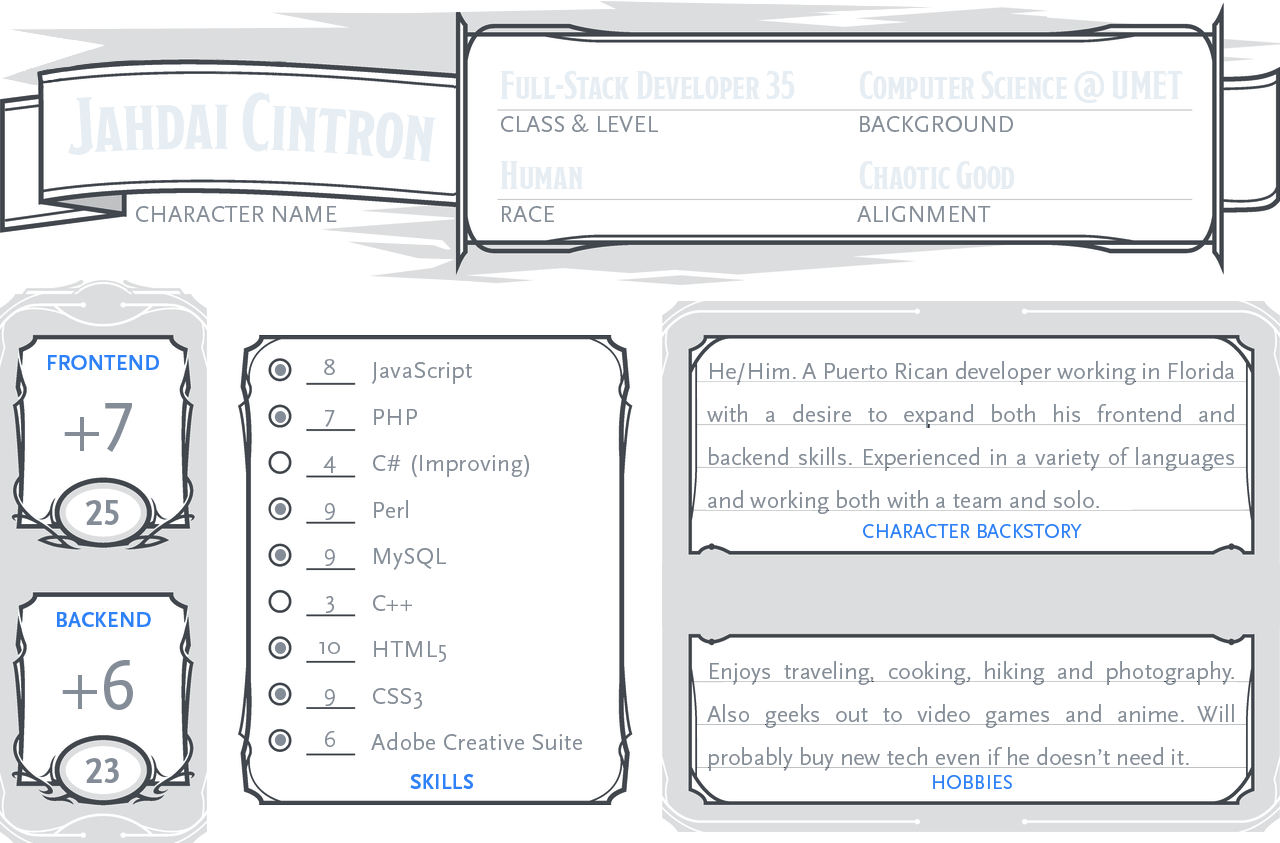 Jahdai Cintron
CHARACTER NAME
Full-Stack Developer 35
CLASS & LEVEL
Computer Science @ UMET
BACKGROUND
Human
RACE
Chaotic Good
ALIGNMENT
FRONTEND
+7
25
BACKEND
+6
23
8 JavaScript
7 PHP
4 C# (Improving)
9 Perl
9 MySQL
3 C++
10 HTML5
9 CSS3
6 Adobe Creative Suite
SKILLS
He/Him. A Puerto Rican developer working in Florida
with a desire to expand both his frontend and
backend skills. Experienced in a variety of languages
and working both with a team and solo.
CHARACTER BACKSTORY
Enjoys traveling, cooking, hiking and photography.
Also geeks out to video games and anime. Will
probably buy new tech even if he doesn’t need it.
HOBBIES